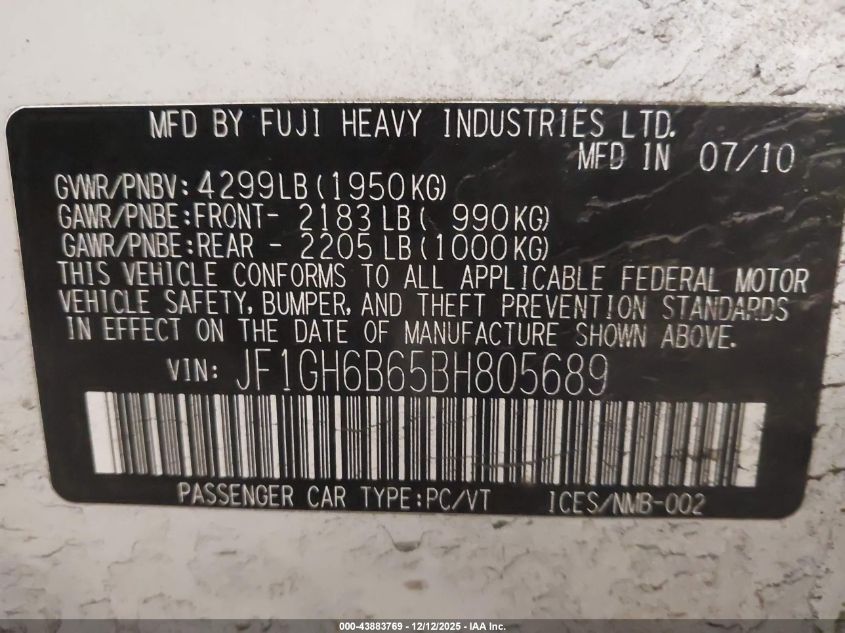 MFD BY FUJI HEAVY INDUSTRIES LTD.
MFD IN 07/10
GVWR/PNBV: 4299LB (1950KG)
GAWR/PNBE: FRONT- 2183 LB ( 990KG)
GAWR/PNBE: REAR - 2205 LB (1000KG)
THIS VEHICLE CONFORMS TO ALL APPLICABLE FEDERAL MOTOR
VEHICLE SAFETY, BUMPER, AND THEFT PREVENTION STANDARDS
IN EFFECT ON THE DATE OF MANUFACTURE SHOWN ABOVE.
VIN: JF1GH6B65BH805689
PASSENGER CAR TYPE:PC/VT ICES/NMB-002
000-43883769 - 12/12/2025 - IAA Inc.